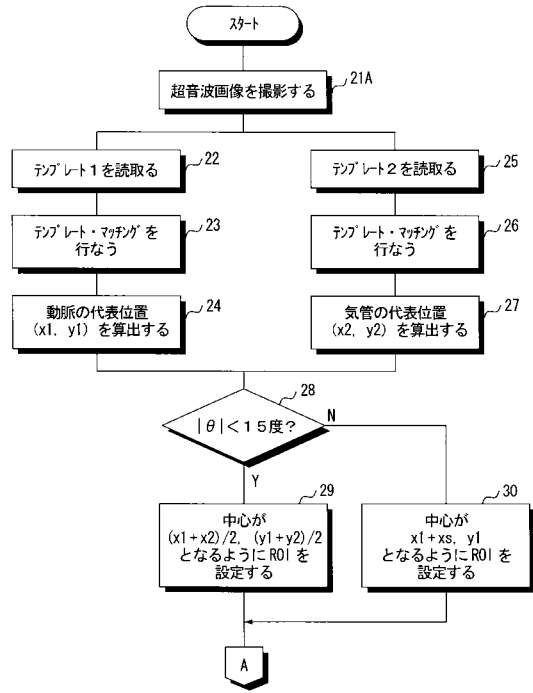 スタート
超音波画像を撮影する
21A
テンプレート1を読取る
22
テンプレート2を読取る
25
テンプレート・マッチングを
行なう
23
テンプレート・マッチングを
行なう
26
動脈の代表位置
(x1, y1) を算出する
24
気管の代表位置
(x2, y2) を算出する
27
28
|θ|<15度?
N
Y
29
中心が
(x1+x2)/2, (y1+y2)/2
となるようにROIを
設定する
30
中心が
x1+xs, y1
となるようにROIを
設定する
A